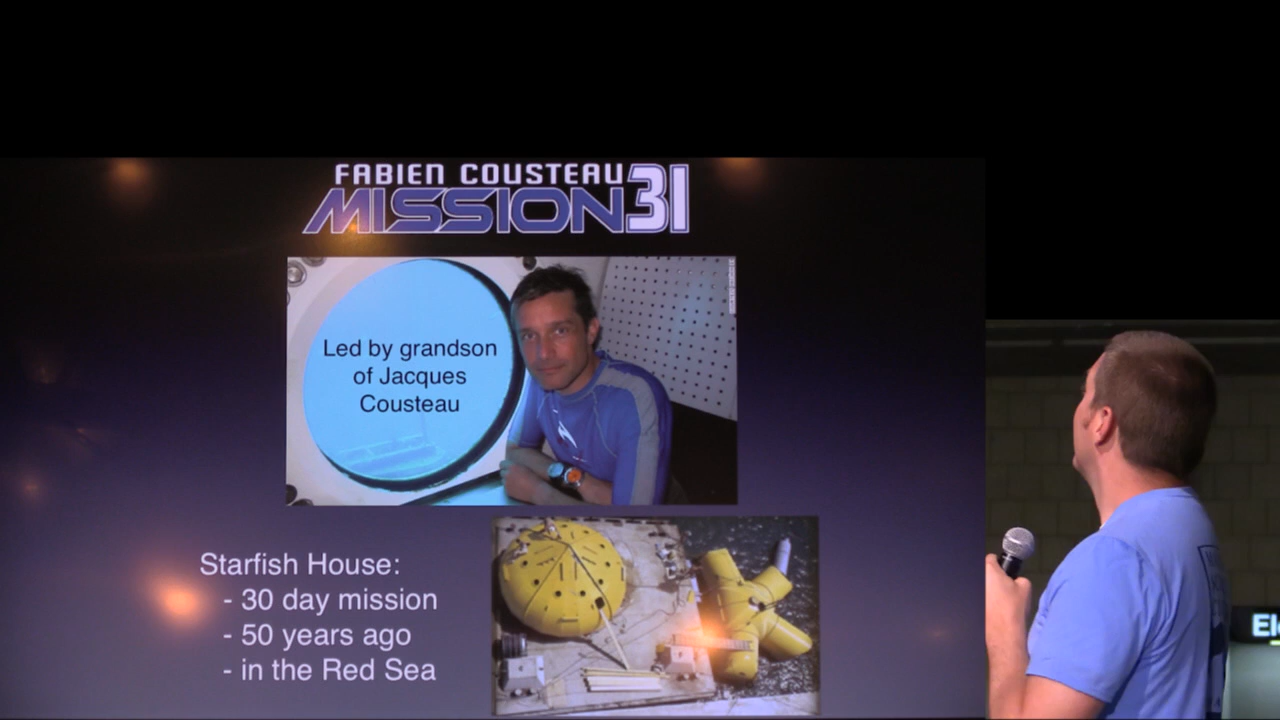 FABIEN COUSTEAU
MISSION 31
Led by grandson
of Jacques
Cousteau
Starfish House:
- 30 day mission
- 50 years ago
- in the Red Sea